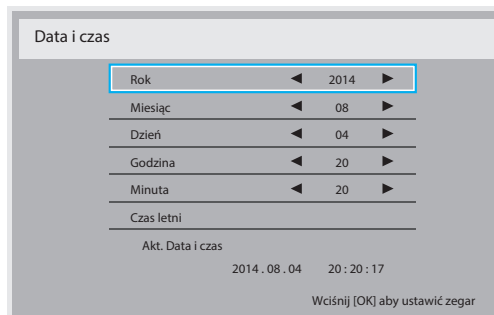 Data i czas
Rok ◄ 2014 ►
Miesiąc ◄ 08 ►
Dzień ◄ 04 ►
Godzina ◄ 20 ►
Minuta ◄ 20 ►
Czas letni
Akt. Data i czas
2014 . 08 . 04 20 : 20 : 17
Wciśnij [OK] aby ustawić zegar